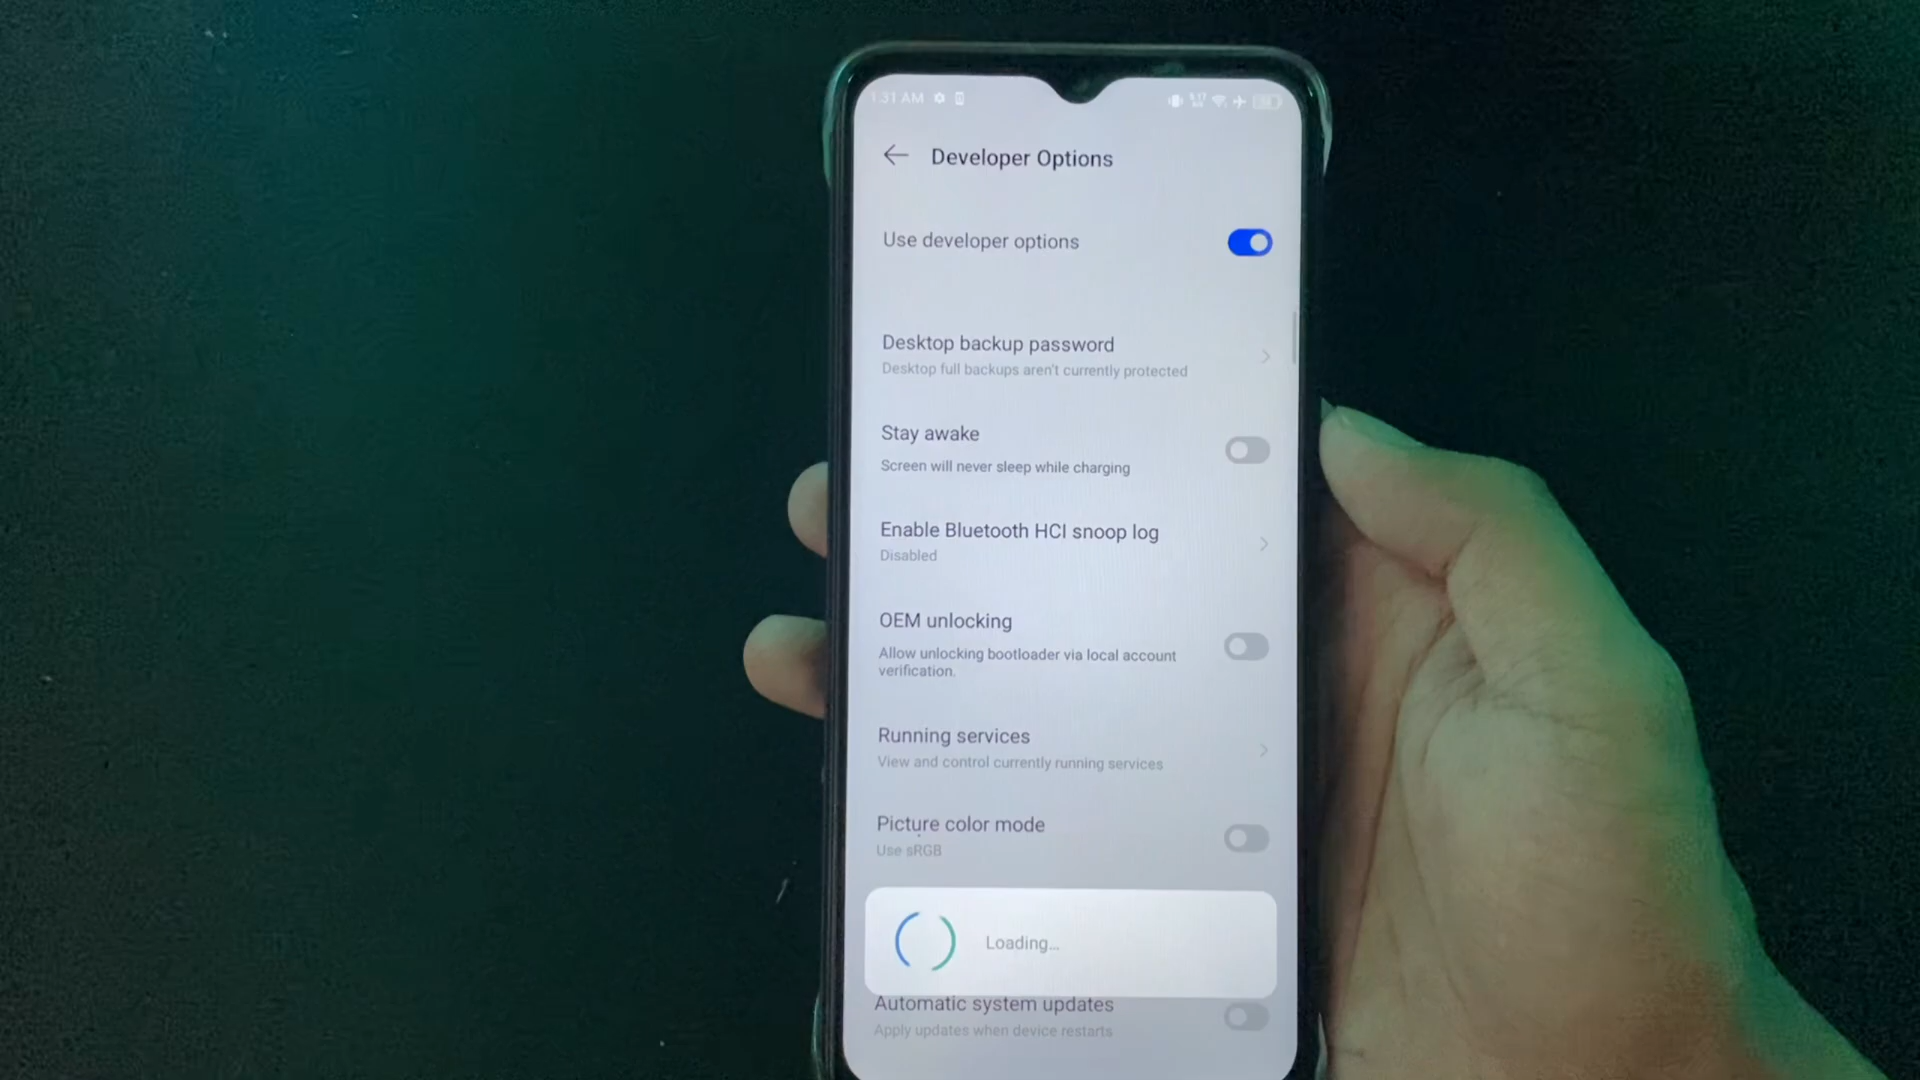 1:31 AM
Developer Options
Use developer options
Desktop backup password
Desktop full backups aren't currently protected
Stay awake
Screen will never sleep while charging
Enable Bluetooth HCI snoop log
Disabled
OEM unlocking
Allow unlocking bootloader via local account
verification.
Running services
View and control currently running services
Picture color mode
Use sRGB
Loading...
Automatic system updates
Apply updates when device restarts